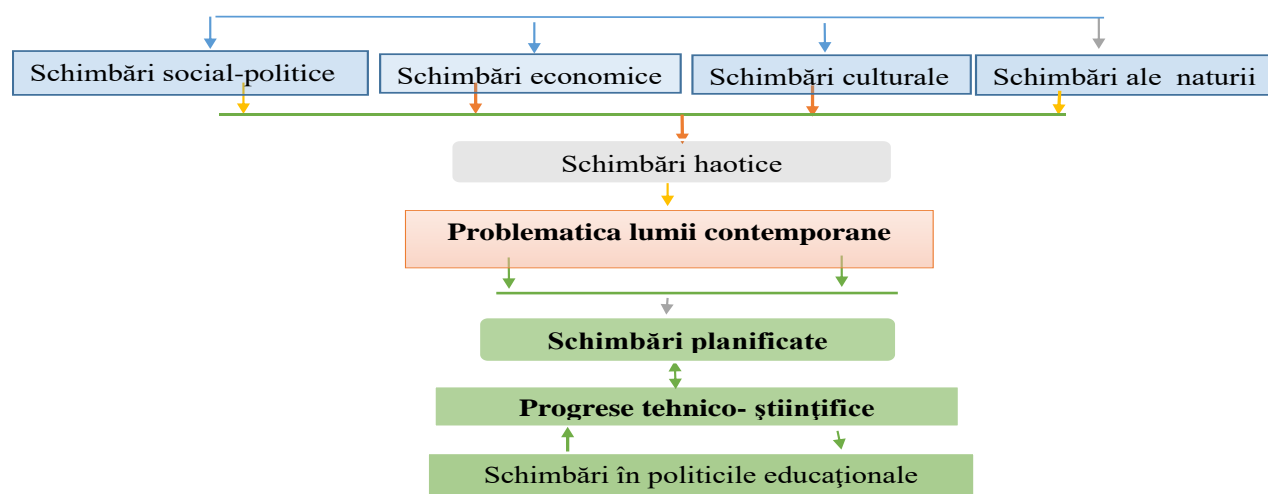 Schimbări social-politice
Schimbări economice
Schimbări culturale
Schimbări ale naturii
Schimbări haotice
Problematica lumii contemporane
Schimbări planificate
Progrese tehnico- ştiinţifice
Schimbări în politicile educaţionale